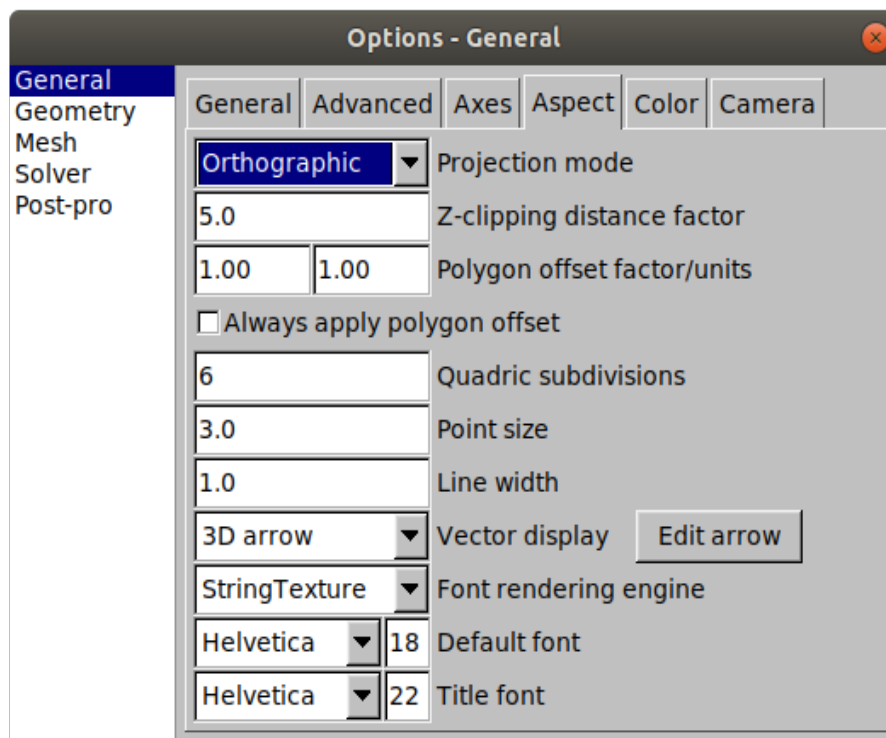 Options - General
General
Geometry
Mesh
Solver
Post-pro
General Advanced Axes Aspect Color Camera
Orthographic Projection mode
5.0 Z-clipping distance factor
1.00 1.00 Polygon offset factor/units
Always apply polygon offset
6 Quadric subdivisions
3.0 Point size
1.0 Line width
3D arrow Vector display Edit arrow
StringTexture Font rendering engine
Helvetica 18 Default font
Helvetica 22 Title font